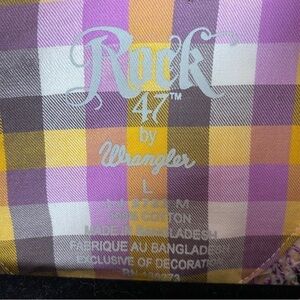 Rock
47™
by
Wrangler
L
100% COTTON
MADE IN BANGLADESH
FABRIQUE AU BANGLADESH
EXCLUSIVE OF DECORATION